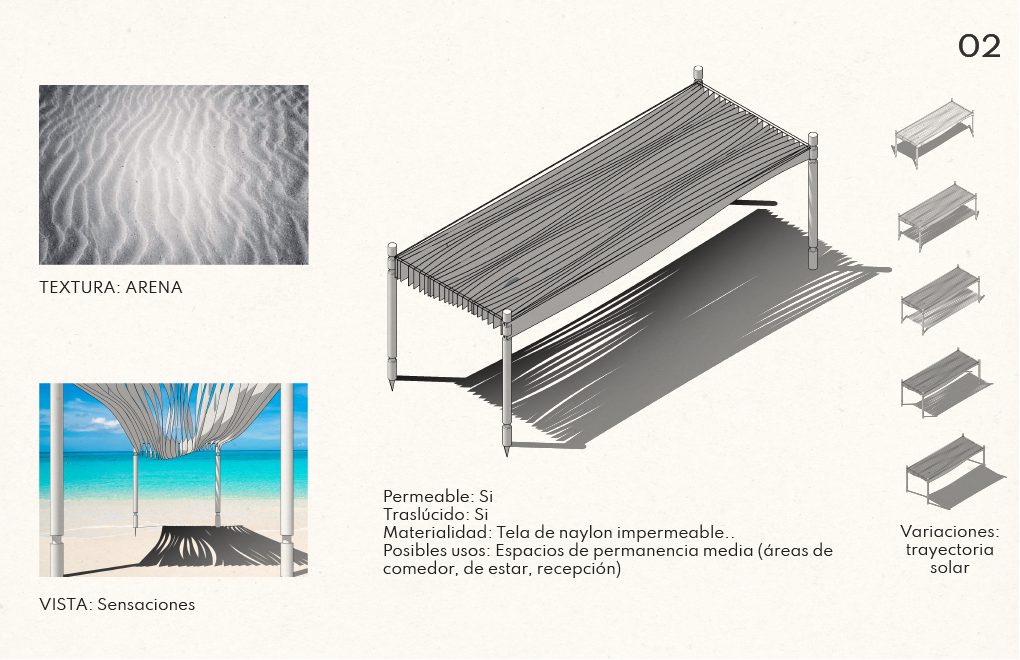 02
TEXTURA: ARENA
VISTA: Sensaciones
Permeable: Si
Traslúcido: Si
Materialidad: Tela de naylon impermeable..
Posibles usos: Espacios de permanencia media (áreas de
comedor, de estar, recepción)
Variaciones:
trayectoria
solar